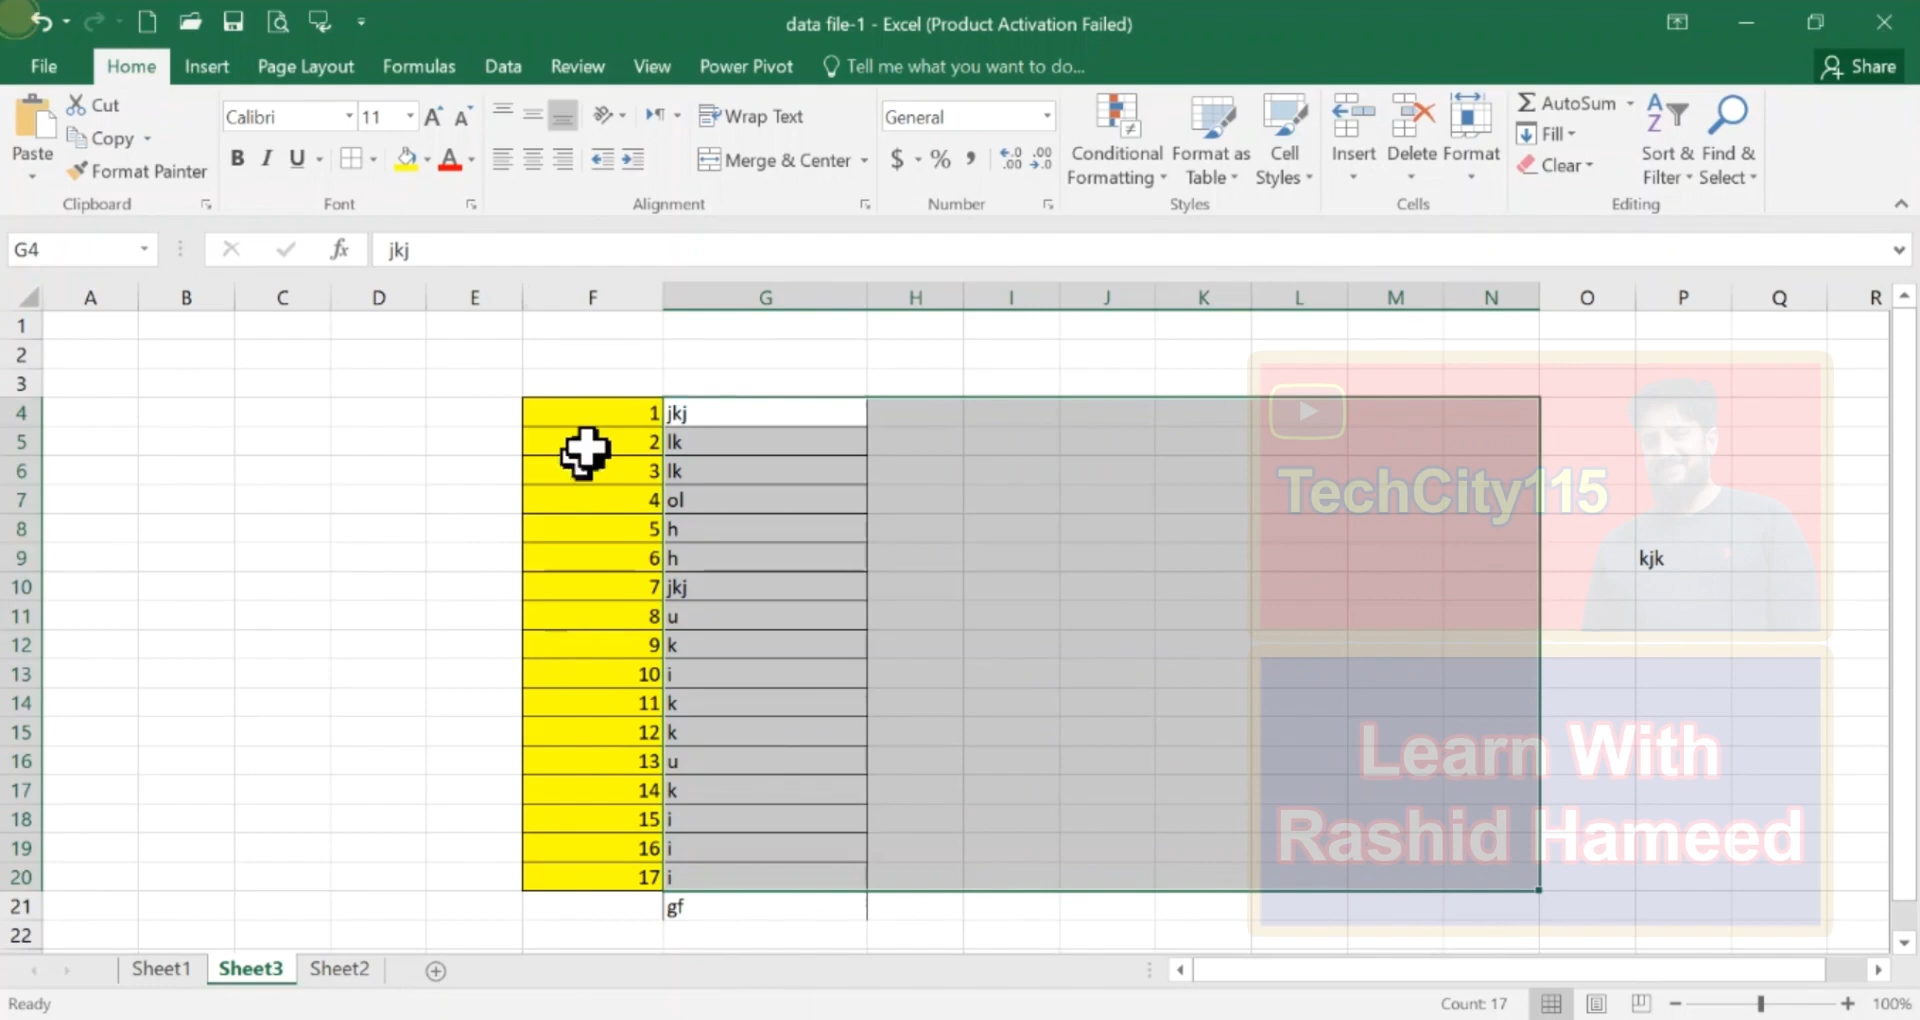 data file-1 - Excel (Product Activation Failed)
File Home Insert Page Layout Formulas Data Review View Power Pivot Tell me what you want to do... Share
Paste
Cut
Copy
Format Painter
Clipboard
Calibri 11
B I U A
Font
Wrap Text
Merge & Center
Alignment
General
$ % ,
Number
Conditional Formatting
Format as Table
Cell Styles
Styles
Insert
Delete
Format
Cells
AutoSum
Fill
Clear
Sort & Filter
Find & Select
Editing
G4 fx jkj
A B C D E F G H I J K L M N O P Q R
1
2
3
4 1 jkj
5 2 lk
6 3 lk
7 4 ol
8 5 h
9 6 h kjk
10 7 jkj
11 8 u
12 9 k
13 10 i
14 11 k
15 12 k
16 13 u
17 14 k
18 15 i
19 16 i
20 17 i
21 gf
22
TechCity115
Learn With
Rashid Hameed
Sheet1 Sheet3 Sheet2
Ready Count: 17 100%